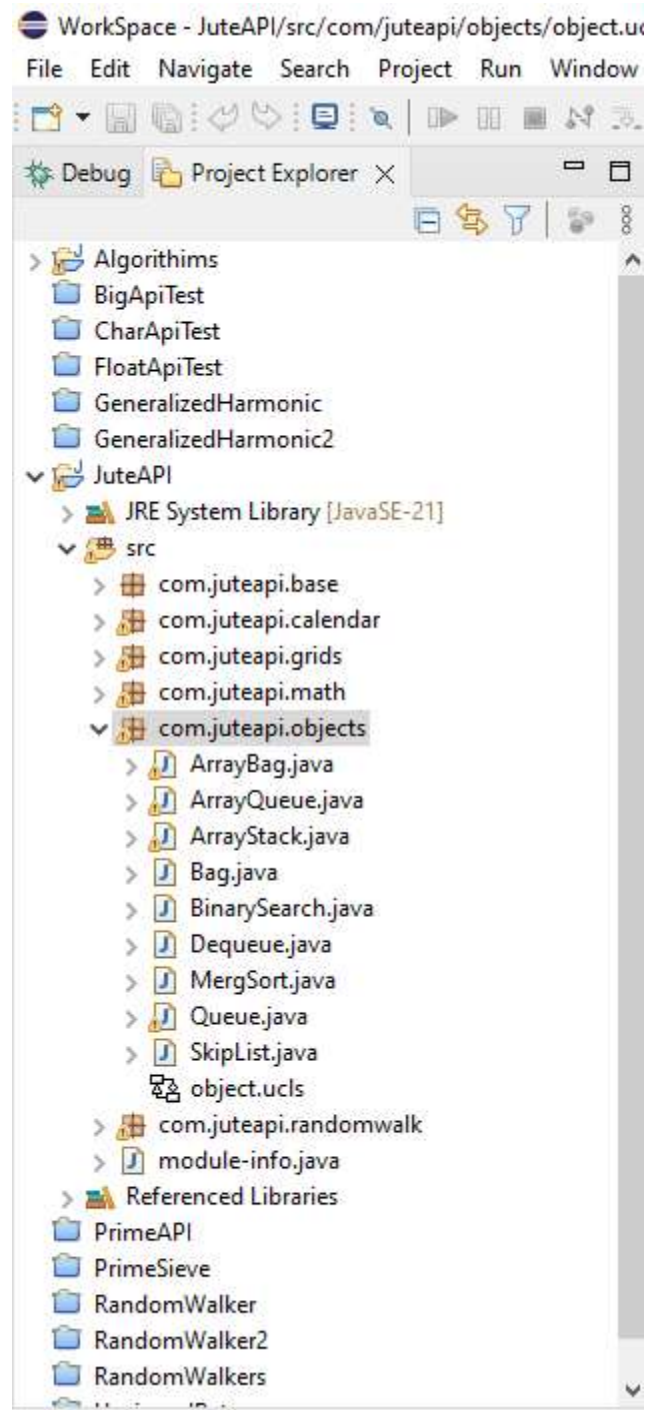 WorkSpace - JuteAPI/src/com/juteapi/objects/object.uc
File Edit Navigate Search Project Run Window
Debug Project Explorer
Algorithims
BigApiTest
CharApiTest
FloatApiTest
GeneralizedHarmonic
GeneralizedHarmonic2
JuteAPI
JRE System Library [JavaSE-21]
src
com.juteapi.base
com.juteapi.calendar
com.juteapi.grids
com.juteapi.math
com.juteapi.objects
ArrayBag.java
ArrayQueue.java
ArrayStack.java
Bag.java
BinarySearch.java
Dequeue.java
MergSort.java
Queue.java
SkipList.java
object.ucls
com.juteapi.randomwalk
module-info.java
Referenced Libraries
PrimeAPI
PrimeSieve
RandomWalker
RandomWalker2
RandomWalkers